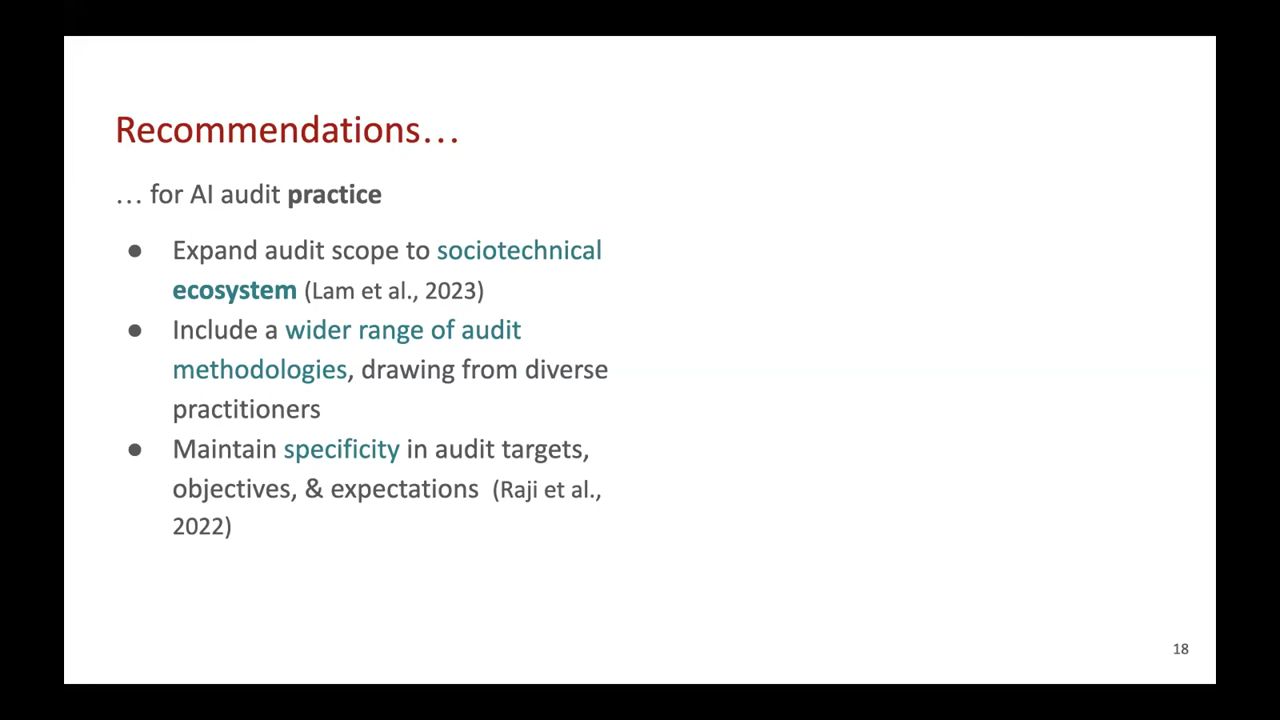 Recommendations…
… for AI audit practice
● Expand audit scope to sociotechnical
ecosystem (Lam et al., 2023)
● Include a wider range of audit
methodologies, drawing from diverse
practitioners
● Maintain specificity in audit targets,
objectives, & expectations (Raji et al.,
2022)
18